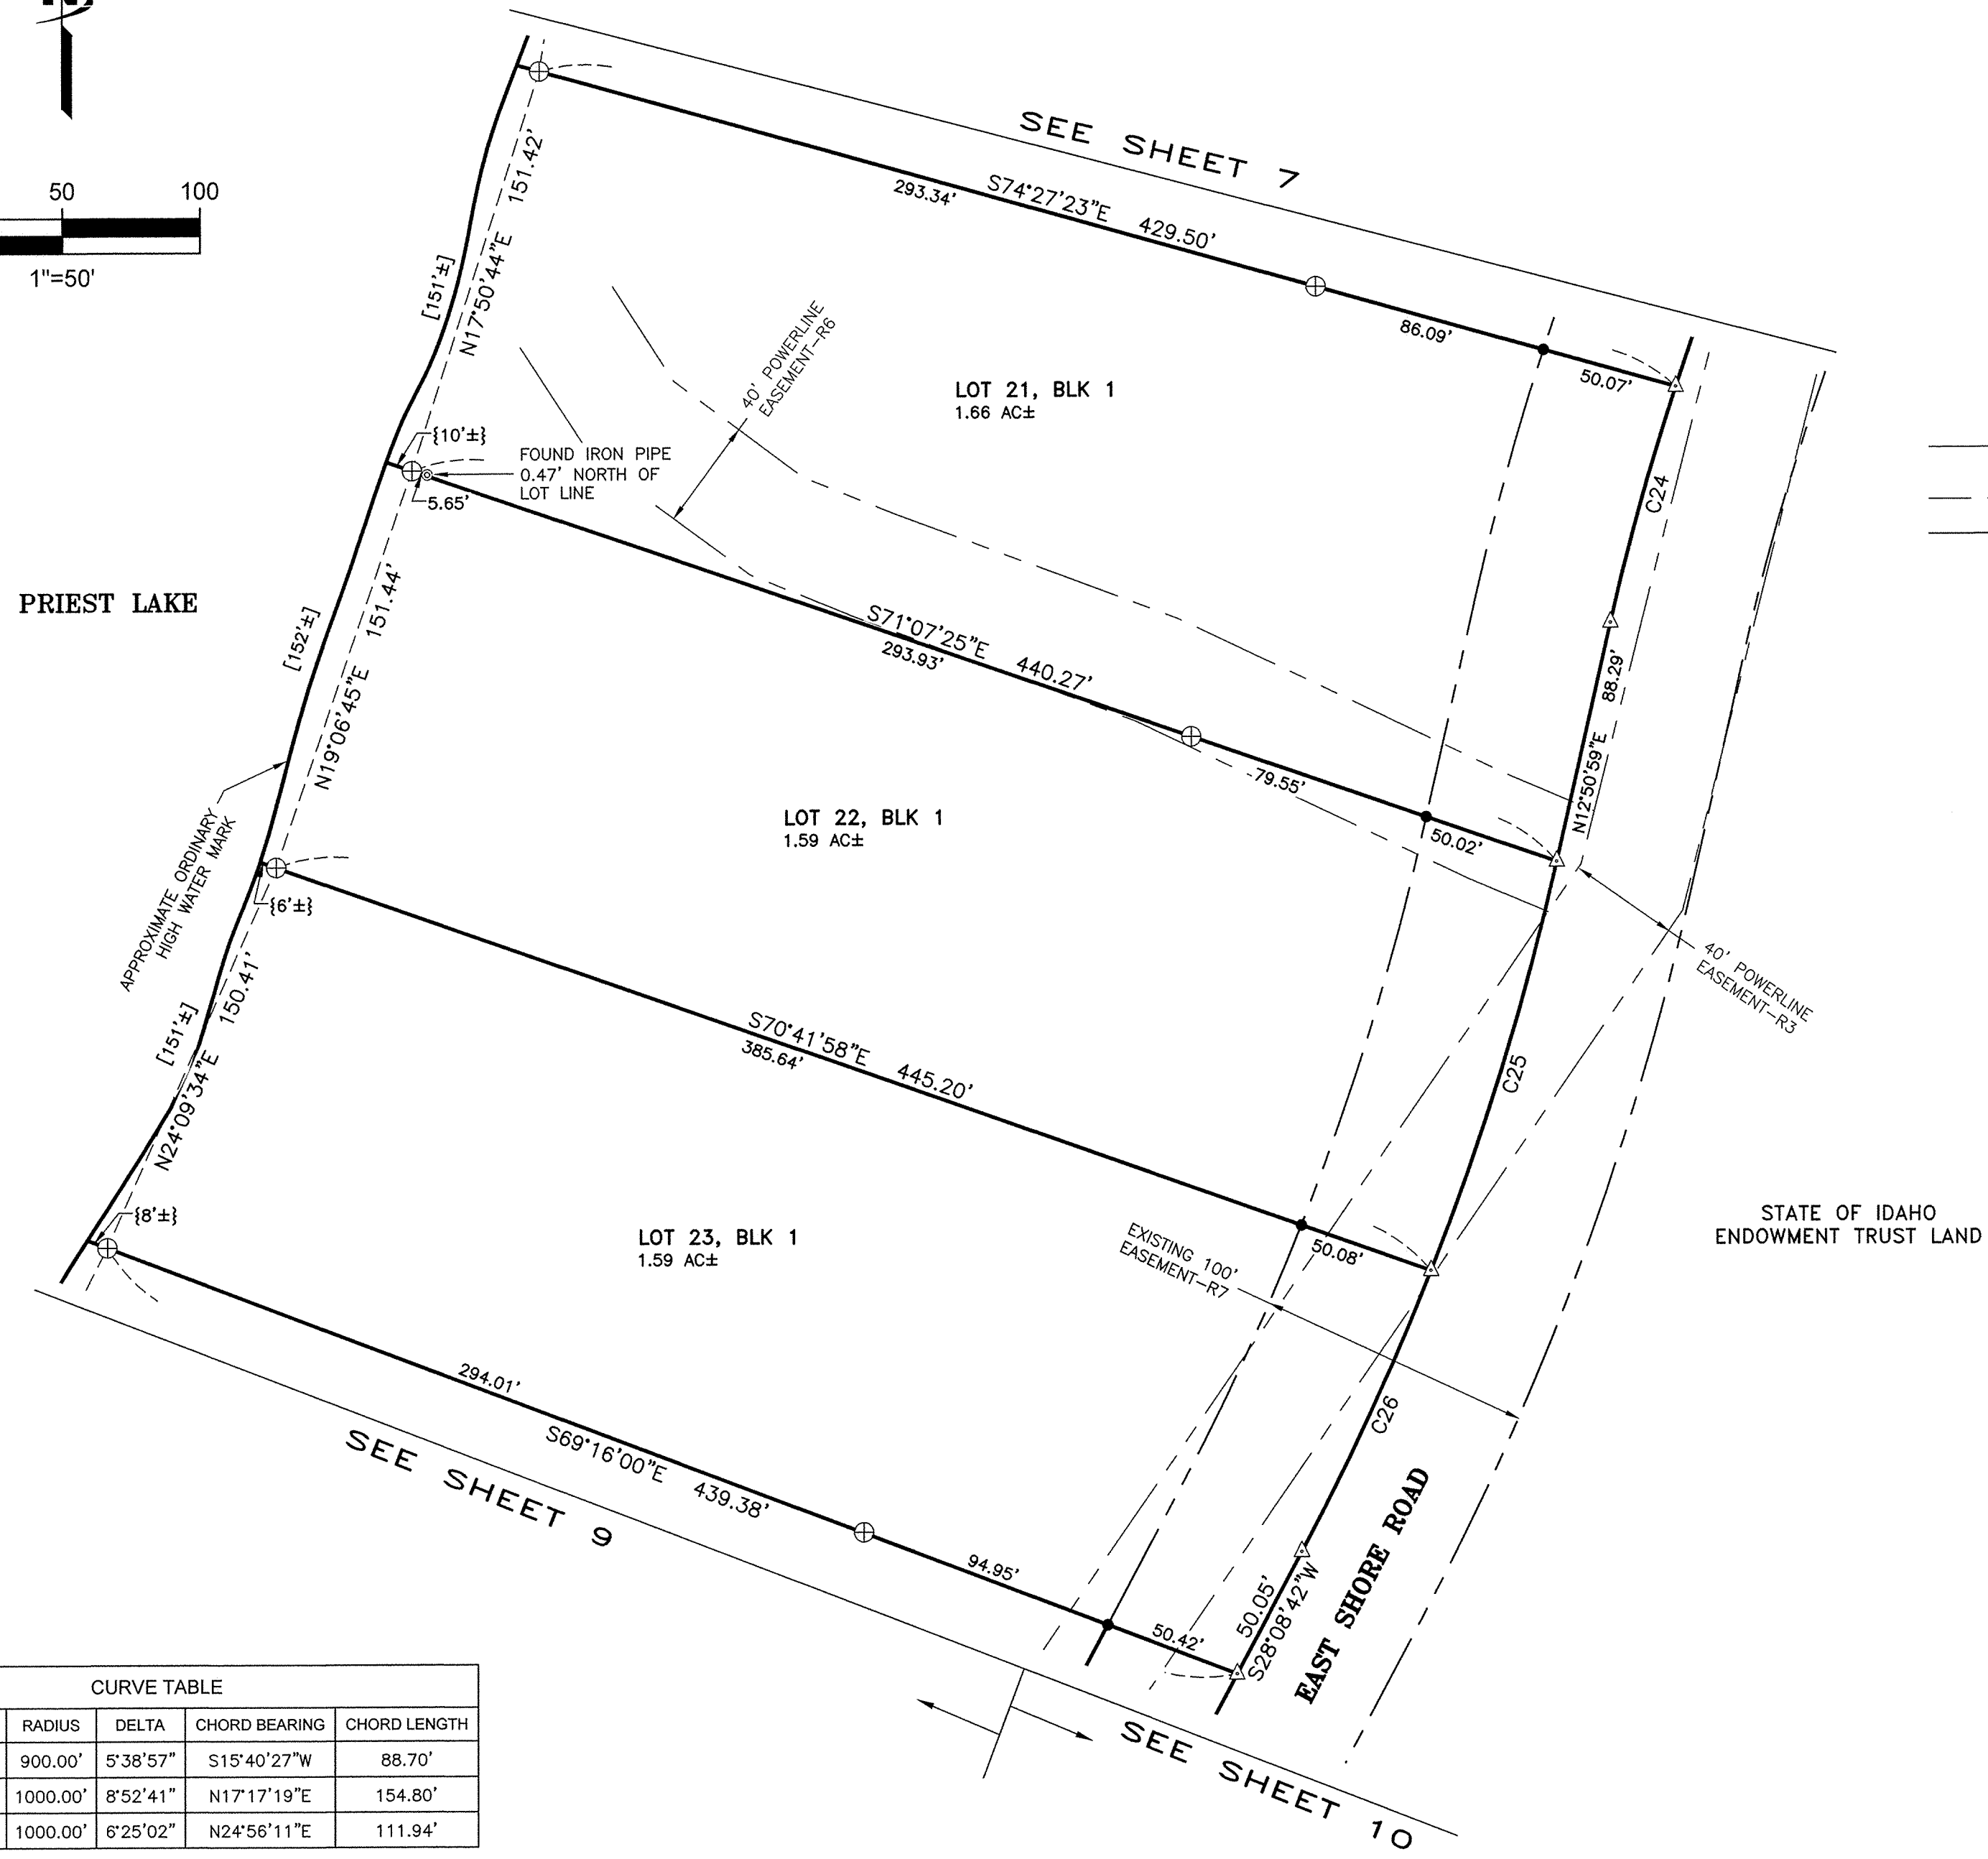 50 100
1"=50'
SEE SHEET 7
151.42'
N17°50'44"E
[151'±]
293.34'
S74°27'23"E 429.50'
86.09'
50.07'
40' POWERLINE
EASEMENT-R6
LOT 21, BLK 1
1.66 AC±
{10'±}
FOUND IRON PIPE
0.47' NORTH OF
LOT LINE
5.65'
C24
PRIEST LAKE
[152'±]
151.44'
N19°06'45"E
S71°07'25"E 440.27'
293.93'
79.55'
50.02'
88.29'
N12°50'59"E
APPROXIMATE ORDINARY
HIGH WATER MARK
LOT 22, BLK 1
1.59 AC±
{6'±}
40' POWERLINE
EASEMENT-R3
[151'±]
150.41'
N24°09'34"E
S70°41'58"E 445.20'
385.64'
50.08'
C25
{8'±}
LOT 23, BLK 1
1.59 AC±
EXISTING 100'
EASEMENT-R7
STATE OF IDAHO
ENDOWMENT TRUST LAND
294.01'
S69°16'00"E 439.38'
94.95'
50.42'
C26
50.05'
S28°08'42"W
EAST SHORE ROAD
SEE SHEET 9
SEE SHEET 10
CURVE TABLE
RADIUS DELTA CHORD BEARING CHORD LENGTH
900.00' 5°38'57" S15°40'27"W 88.70'
1000.00' 8°52'41" N17°17'19"E 154.80'
1000.00' 6°25'02" N24°56'11"E 111.94'